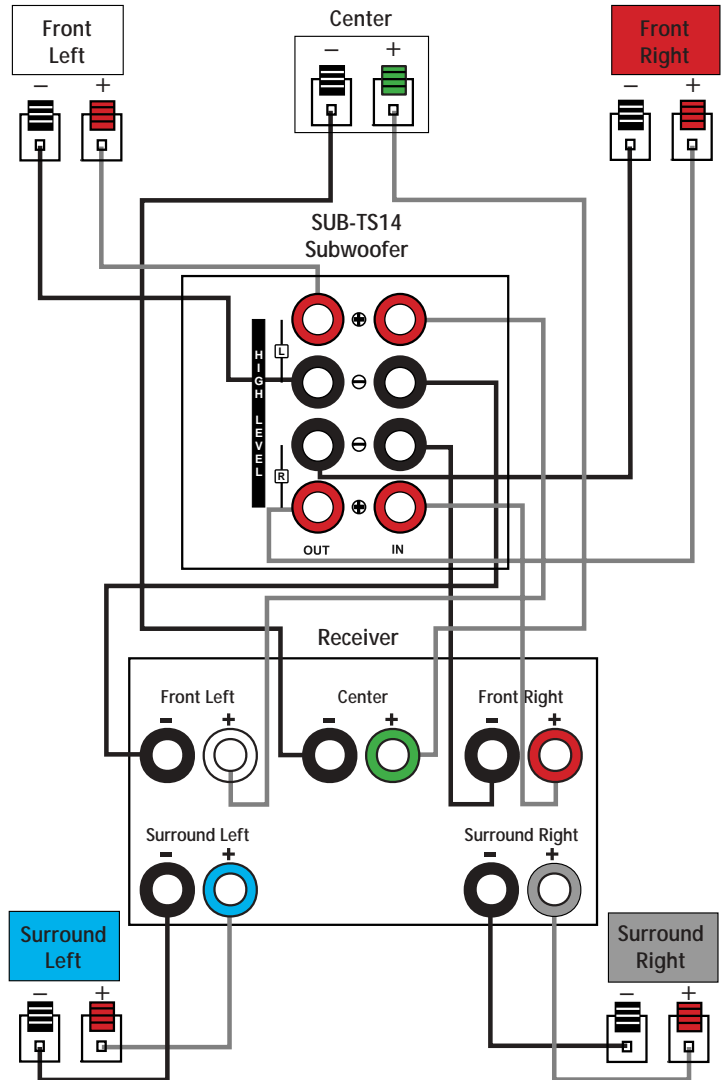 Front
Left
Center
Front
Right
− +
− +
− +
SUB-TS14
Subwoofer
HIGH LEVEL
+
L
−
−
R
+
OUT IN
Receiver
Front Left Center Front Right
- + - + - +
Surround Left Surround Right
- + - +
Surround
Left
Surround
Right
− + − +